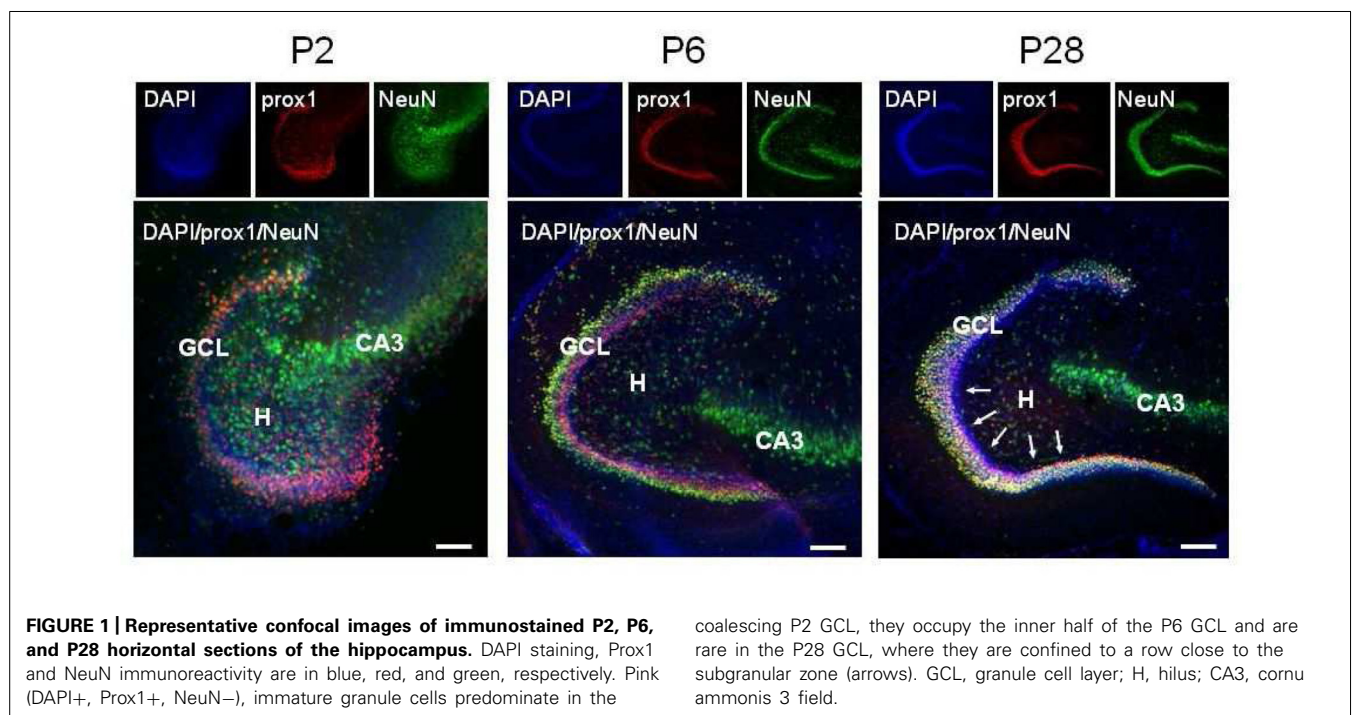 P2
P6
P28
DAPI
prox1
NeuN
DAPI
prox1
NeuN
DAPI
prox1
NeuN
DAPI/prox1/NeuN
GCL
CA3
H
DAPI/prox1/NeuN
GCL
H
CA3
DAPI/prox1/NeuN
GCL
H
CA3
FIGURE 1 | Representative confocal images of immunostained P2, P6,
and P28 horizontal sections of the hippocampus. DAPI staining, Prox1
and NeuN immunoreactivity are in blue, red, and green, respectively. Pink
(DAPI+, Prox1+, NeuN−), immature granule cells predominate in the
coalescing P2 GCL, they occupy the inner half of the P6 GCL and are
rare in the P28 GCL, where they are confined to a row close to the
subgranular zone (arrows). GCL, granule cell layer; H, hilus; CA3, cornu
ammonis 3 field.